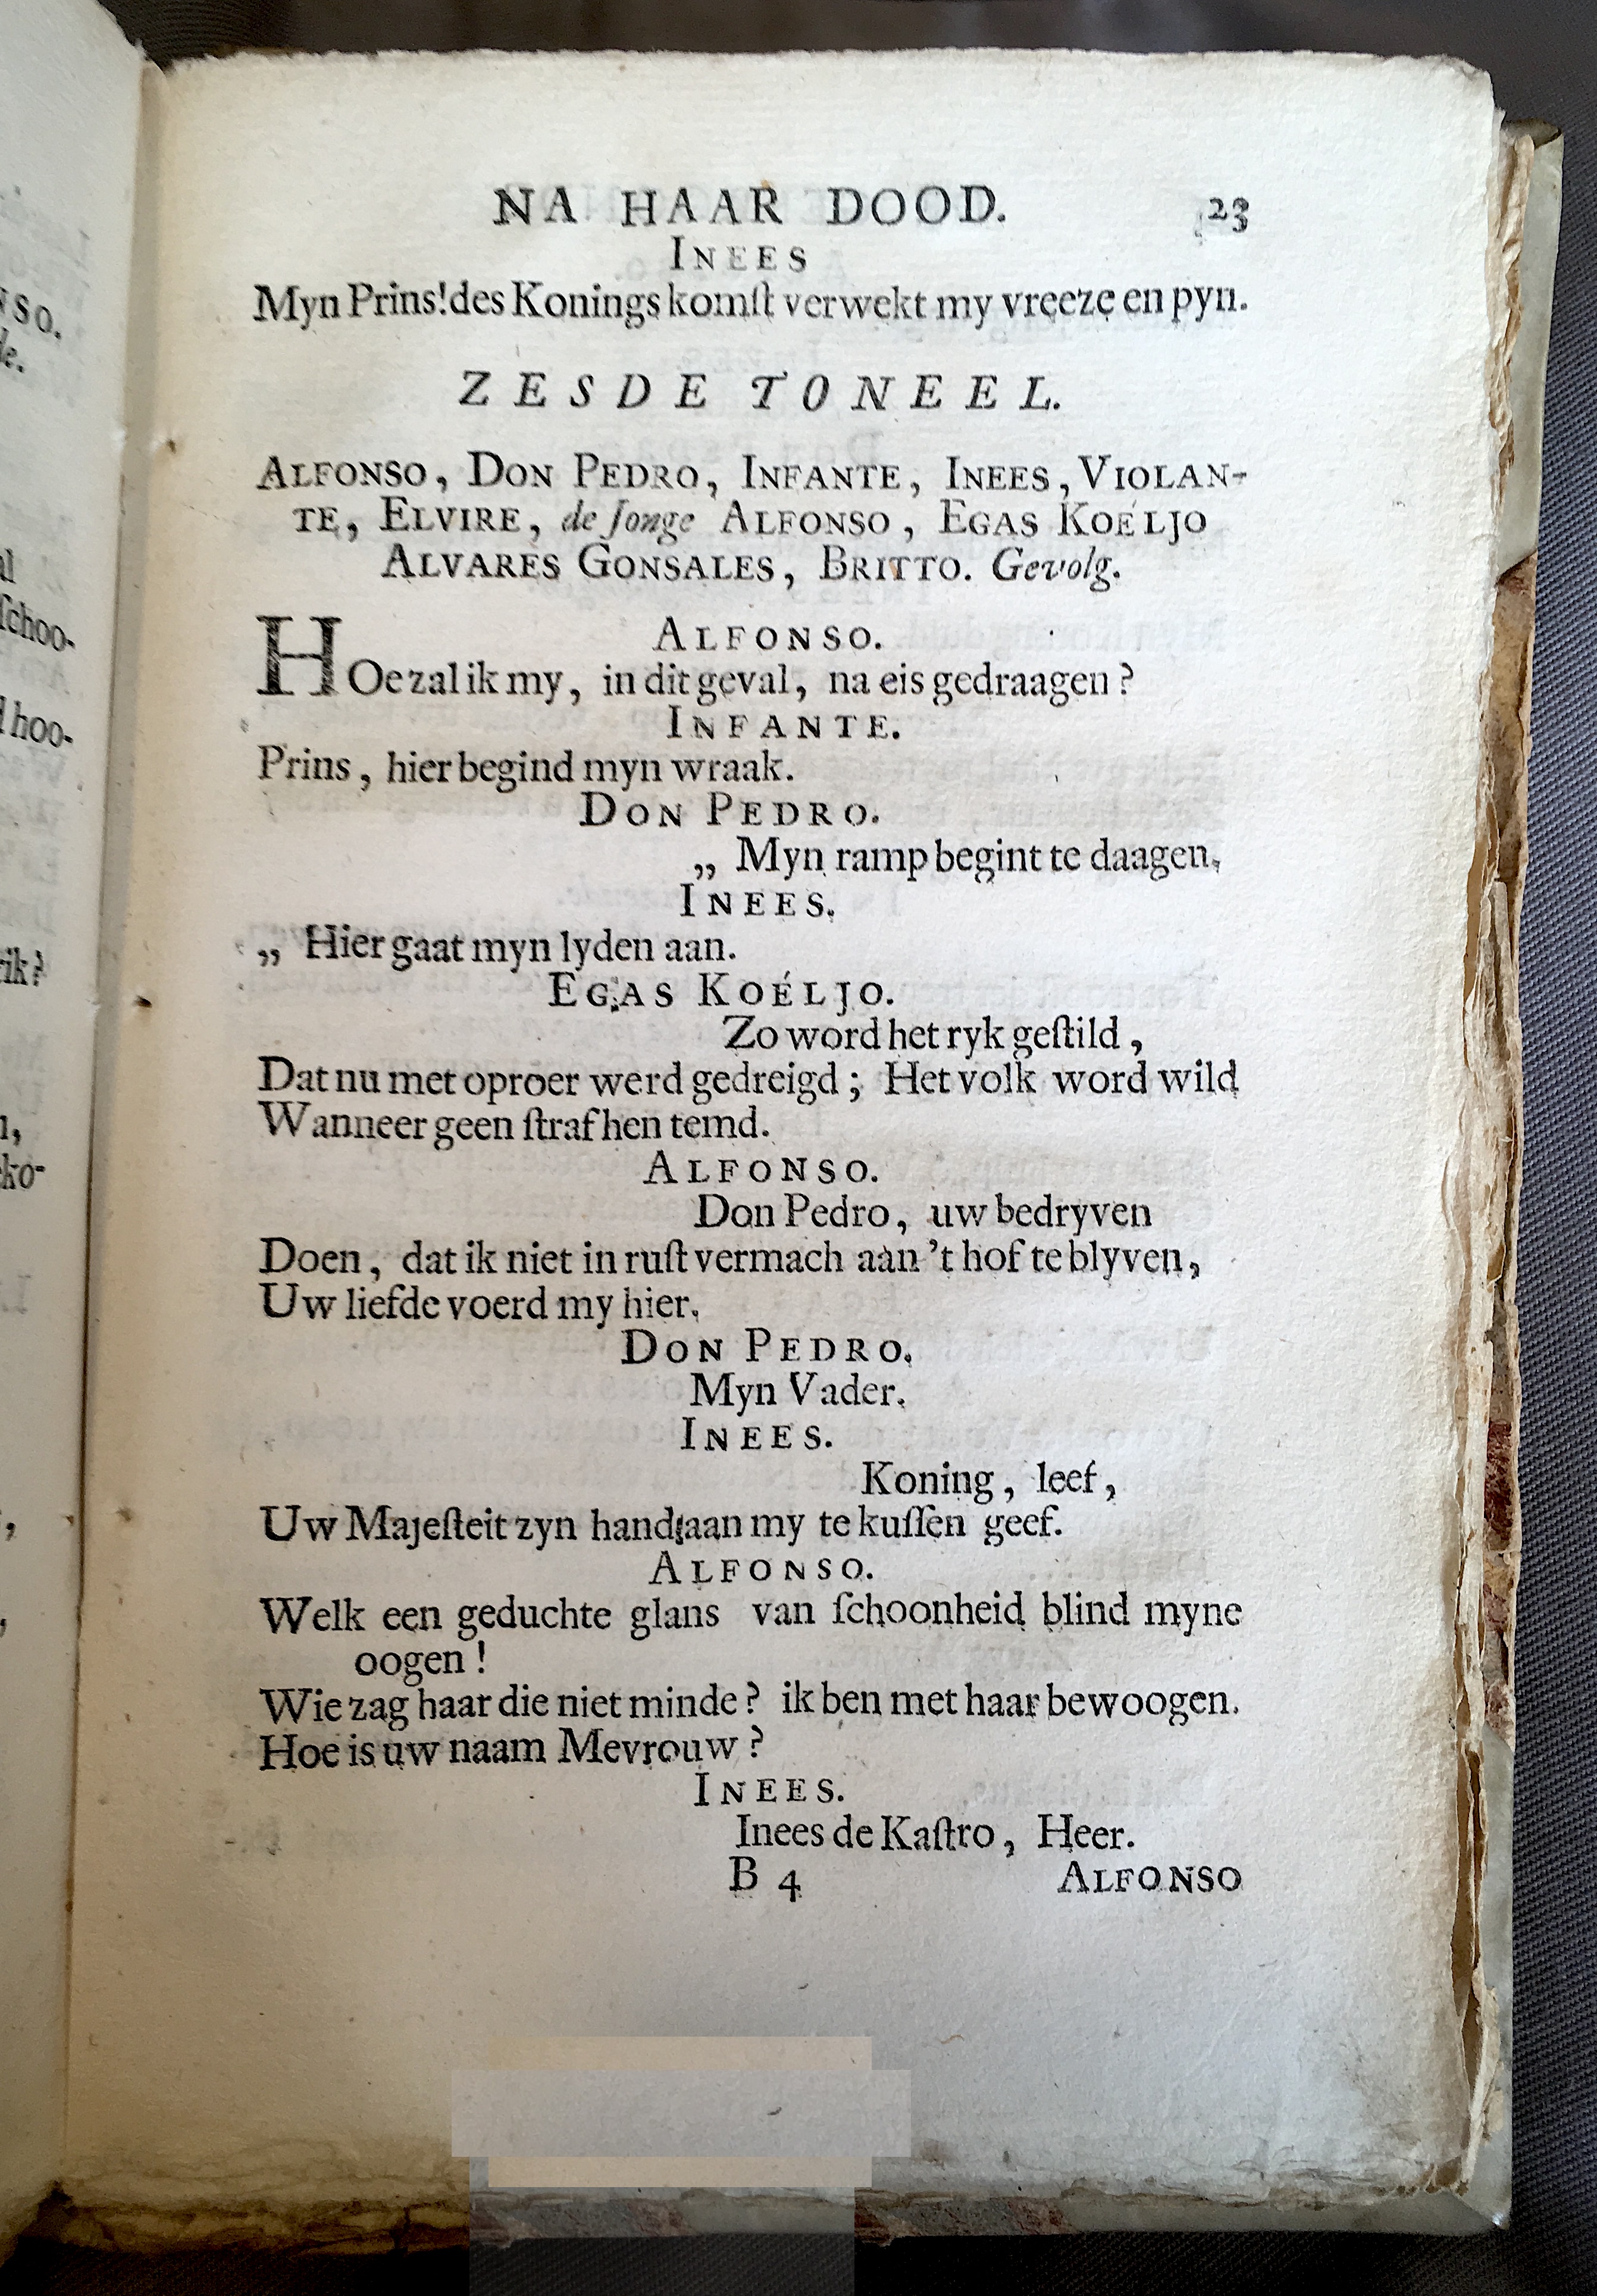 NA HAAR DOOD. 23
INEES
Myn Prins! des Konings komſt verwekt my vreeze en pyn.
ZESDE TONEEL.
ALFONSO, DON PEDRO, INFANTE, INEES, VIOLAN-
TE, ELVIRE, de Jonge ALFONSO, EGAS KOÉLJO
ALVARES GONSALES, BRITTO. Gevolg.
ALFONSO.
HOe zal ik my, in dit geval, na eis gedraagen?
INFANTE.
Prins, hier begind myn wraak.
DON PEDRO.
„ Myn ramp begint te daagen.
INEES.
„ Hier gaat myn lyden aan.
EGAS KOÉLJO.
Zo word het ryk geſtild,
Dat nu met oproer werd gedreigd; Het volk word wild
Wanneer geen ſtraf hen temd.
ALFONSO.
Don Pedro, uw bedryven
Doen, dat ik niet in ruſt vermach aan 't hof te blyven,
Uw liefde voerd my hier.
DON PEDRO.
Myn Vader.
INEES.
Koning, leef,
Uw Majeſteit zyn hand aan my te kuſſen geef.
ALFONSO.
Welk een geduchte glans van ſchoonheid blind myne
oogen!
Wie zag haar die niet minde? ik ben met haar bewoogen.
Hoe is uw naam Mevrouw?
INEES.
Inees de Kaſtro, Heer.
B 4 ALFONSO
NSO.
de.
al
ſchoo-
hoo-
rik?
n,
ko-